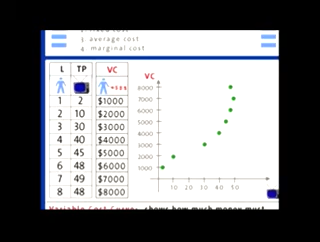 3. average cost
4. marginal cost
L TP VC
VC
=$$$
1 2 $1000
2 10 $2000
3 30 $3000
4 40 $4000
5 45 $5000
6 48 $6000
7 49 $7000
8 48 $8000
8000
7000
6000
5000
4000
3000
2000
1000
10 20 30 40 50
Variable Cost Curve: shows how much money must